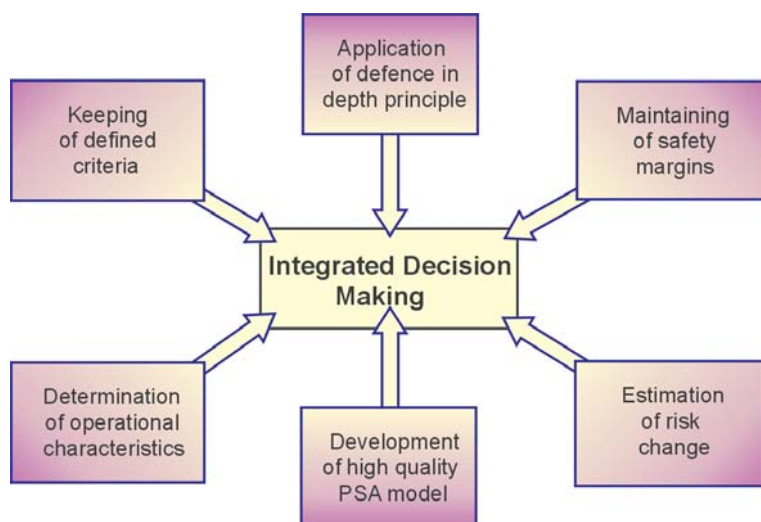 Application
of defence in
depth principle
Keeping
of defined
criteria
Maintaining
of safety
margins
Integrated Decision
Making
Determination
of operational
characteristics
Development
of high quality
PSA model
Estimation
of risk
change